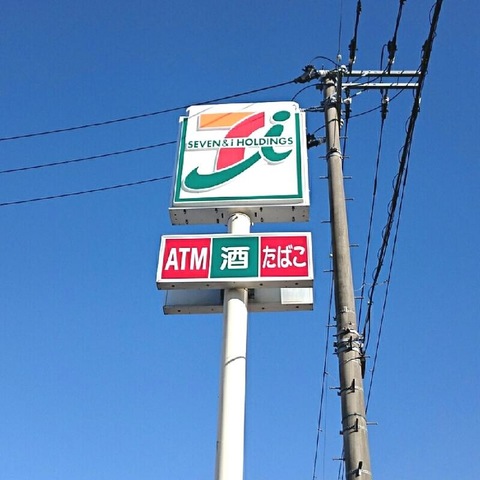 SEVEN & i HOLDINGS
ATM 酒 たばこ